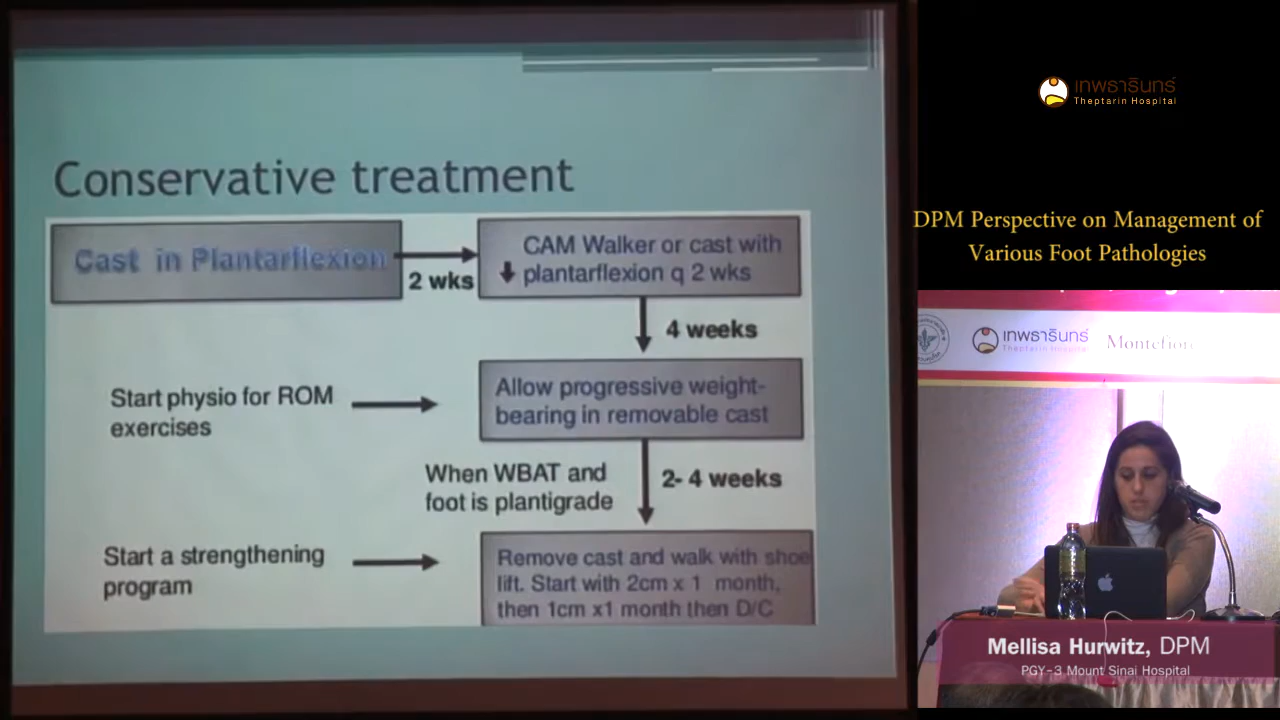 Conservative treatment
Cast in Plantarflexion
2 wks
CAM Walker or cast with
plantarflexion q 2 wks
4 weeks
Start physio for ROM
exercises
Allow progressive weight-
bearing in removable cast
When WBAT and
foot is plantigrade
2- 4 weeks
Start a strengthening
program
Remove cast and walk with shoe
lift. Start with 2cm x 1 month,
then 1cm x1 month then D/C
เทพธารินทร์
Theptarin Hospital
DPM Perspective on Management of
Various Foot Pathologies
เทพธารินทร์
Theptarin Hospital
Montefior
Mellisa Hurwitz, DPM
PGY-3 Mount Sinai Hospital